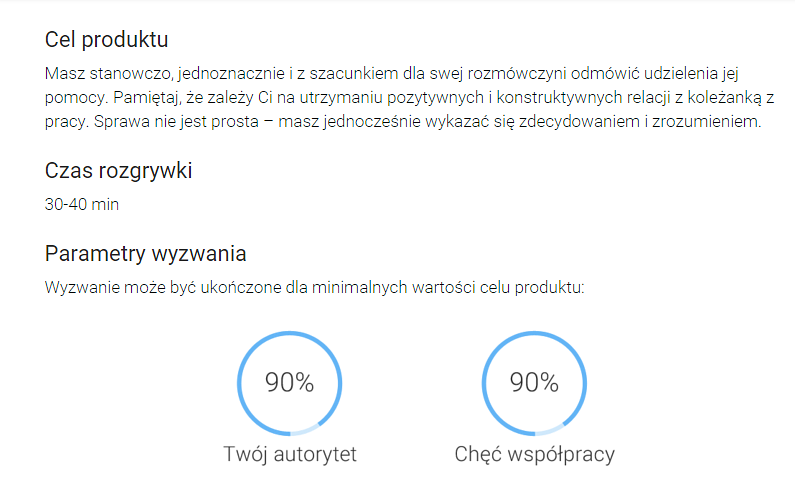 Cel produktu
Masz stanowczo, jednoznacznie i z szacunkiem dla swej rozmówczyni odmówić udzielenia jej
pomocy. Pamiętaj, że zależy Ci na utrzymaniu pozytywnych i konstruktywnych relacji z koleżanką z
pracy. Sprawa nie jest prosta – masz jednocześnie wykazać się zdecydowaniem i zrozumieniem.
Czas rozgrywki
30-40 min
Parametry wyzwania
Wyzwanie może być ukończone dla minimalnych wartości celu produktu:
90% 90%
Twój autorytet Chęć współpracy